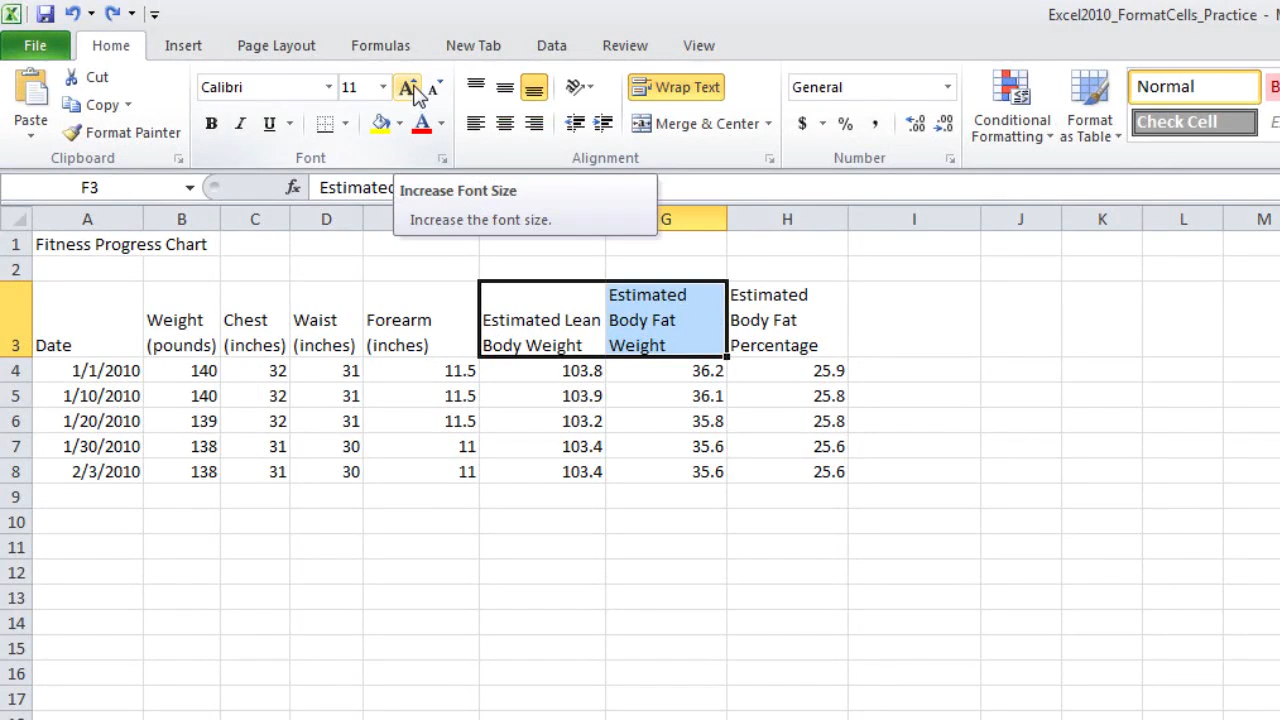 Excel2010_FormatCells_Practice -
File Home Insert Page Layout Formulas New Tab Data Review View
Paste
Cut
Copy
Format Painter
Clipboard
Calibri 11 A A
B I U A
Font
Wrap Text
Merge & Center
Alignment
General
$ % , .00 .0
Number
Conditional
Formatting
Format
as Table
Normal
Check Cell
F3 fx Estimated
Increase Font Size
Increase the font size.
A B C D G H I J K L M
1 Fitness Progress Chart
2
3 Date
Weight
(pounds)
Chest
(inches)
Waist
(inches)
Forearm
(inches)
Estimated Lean
Body Weight
Estimated
Body Fat
Weight
Estimated
Body Fat
Percentage
4 1/1/2010 140 32 31 11.5 103.8 36.2 25.9
5 1/10/2010 140 32 31 11.5 103.9 36.1 25.8
6 1/20/2010 139 32 31 11.5 103.2 35.8 25.8
7 1/30/2010 138 31 30 11 103.4 35.6 25.6
8 2/3/2010 138 31 30 11 103.4 35.6 25.6
9
10
11
12
13
14
15
16
17